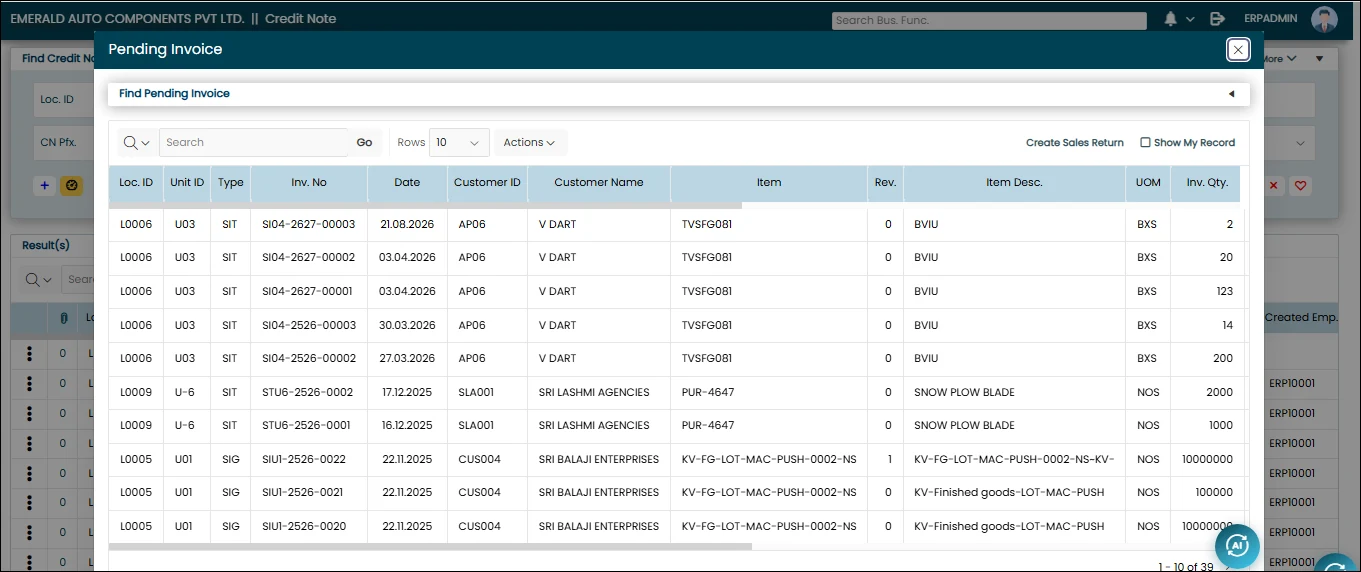 EMERALD AUTO COMPONENTS PVT LTD. || Credit Note Search Bus. Func. ERPADMIN
Pending Invoice
Find Credit No More
Find Pending Invoice
Loc. ID
CN Pfx. Search Go Rows 10 Actions Create Sales Return Show My Record
Loc. ID Unit ID Type Inv. No Date Customer ID Customer Name Item Rev. Item Desc. UOM Inv. Qty.
L0006 U03 SIT SI04-2627-00003 21.08.2026 AP06 V DART TVSFG081 0 BVIU BXS 2
Result(s)
L0006 U03 SIT SI04-2627-00002 03.04.2026 AP06 V DART TVSFG081 0 BVIU BXS 20
Sear
L0006 U03 SIT SI04-2627-00001 03.04.2026 AP06 V DART TVSFG081 0 BVIU BXS 123
Created Emp.
L0006 U03 SIT SI04-2526-00003 30.03.2026 AP06 V DART TVSFG081 0 BVIU BXS 14
0 L
L0006 U03 SIT SI04-2526-00002 27.03.2026 AP06 V DART TVSFG081 0 BVIU BXS 200
0 L ERP10001
L0009 U-6 SIT STU6-2526-0002 17.12.2025 SLA001 SRI LASHMI AGENCIES PUR-4647 0 SNOW PLOW BLADE NOS 2000
0 L ERP10001
L0009 U-6 SIT STU6-2526-0001 16.12.2025 SLA001 SRI LASHMI AGENCIES PUR-4647 0 SNOW PLOW BLADE NOS 1000
0 L ERP10001
L0005 U01 SIG SIU1-2526-0022 22.11.2025 CUS004 SRI BALAJI ENTERPRISES KV-FG-LOT-MAC-PUSH-0002-NS 1 KV-FG-LOT-MAC-PUSH-0002-NS-KV- NOS 10000000
0 L ERP10001
L0005 U01 SIG SIU1-2526-0021 22.11.2025 CUS004 SRI BALAJI ENTERPRISES KV-FG-LOT-MAC-PUSH-0002-NS 0 KV-Finished goods-LOT-MAC-PUSH NOS 100000
0 L ERP10001
L0005 U01 SIG SIU1-2526-0020 22.11.2025 CUS004 SRI BALAJI ENTERPRISES KV-FG-LOT-MAC-PUSH-0002-NS 0 KV-Finished goods-LOT-MAC-PUSH NOS
0 L ERP10001
AI
0 L ERP10001
1 - 10 of 39